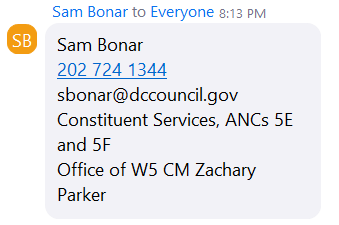 Sam Bonar to Everyone 8:13 PM
SB
Sam Bonar
202 724 1344
sbonar@dccouncil.gov
Constituent Services, ANCs 5E
and 5F
Office of W5 CM Zachary
Parker